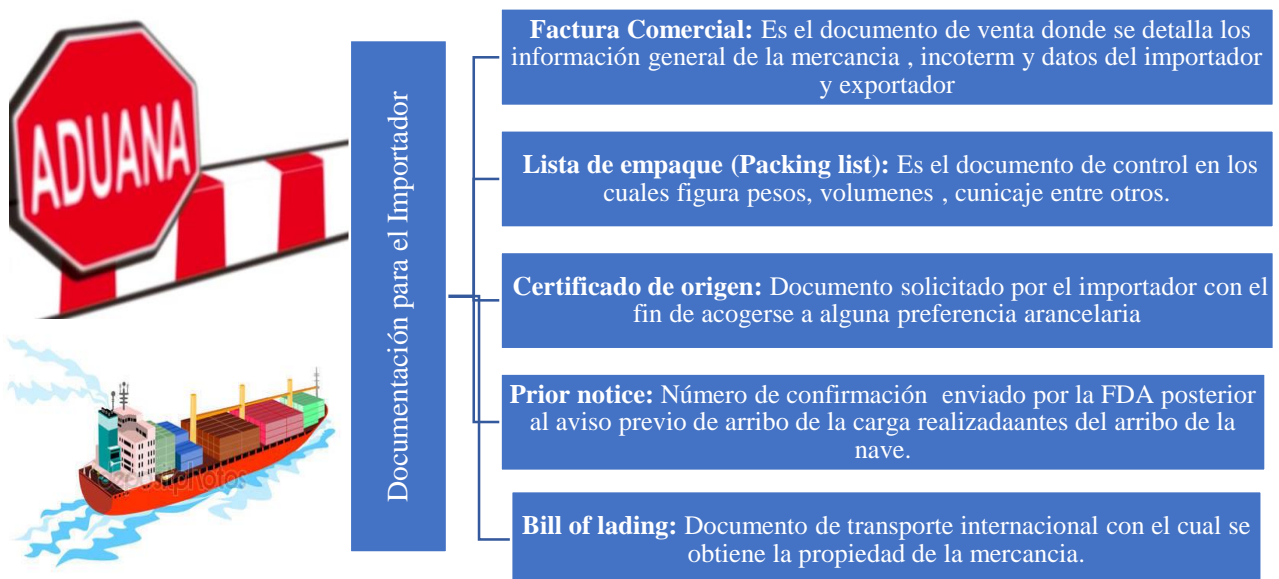 ADUANA
Documentación para el Importador
Factura Comercial: Es el documento de venta donde se detalla los
información general de la mercancia , incoterm y datos del importador
y exportador
Lista de empaque (Packing list): Es el documento de control en los
cuales figura pesos, volumenes , cunicaje entre otros.
Certificado de origen: Documento solicitado por el importador con el
fin de acogerse a alguna preferencia arancelaria
Prior notice: Número de confirmación enviado por la FDA posterior
al aviso previo de arribo de la carga realizadaantes del arribo de la
nave.
Bill of lading: Documento de transporte internacional con el cual se
obtiene la propiedad de la mercancia.